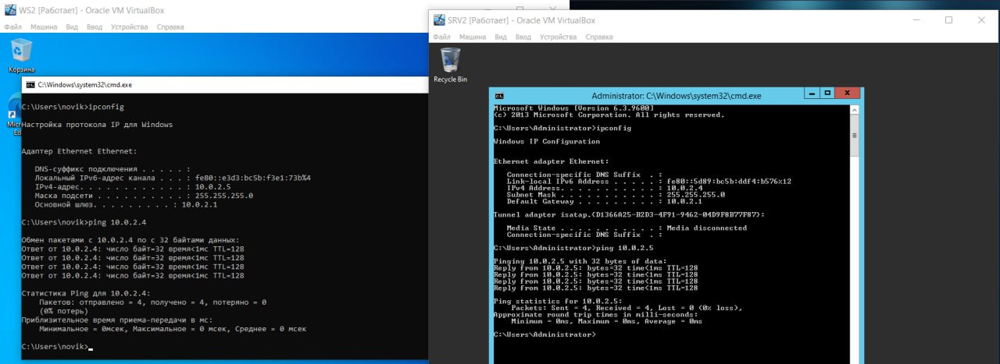 WS2 [Работает] - Oracle VM VirtualBox
Файл Машина Вид Ввод Устройства Справка
Корзина
C:\Windows\system32\cmd.exe
C:\Users\novik>ipconfig
Настройка протокола IP для Windows
Адаптер Ethernet Ethernet:
DNS-суффикс подключения . . . . . :
Локальный IPv6-адрес канала . . . : fe80::e3d3:bc5b:f3e1:73b%4
IPv4-адрес. . . . . . . . . . . . : 10.0.2.5
Маска подсети . . . . . . . . . . : 255.255.255.0
Основной шлюз. . . . . . . . . : 10.0.2.1
C:\Users\novik>ping 10.0.2.4
Обмен пакетами с 10.0.2.4 по с 32 байтами данных:
Ответ от 10.0.2.4: число байт=32 время<1мс TTL=128
Ответ от 10.0.2.4: число байт=32 время<1мс TTL=128
Ответ от 10.0.2.4: число байт=32 время<1мс TTL=128
Ответ от 10.0.2.4: число байт=32 время<1мс TTL=128
Статистика Ping для 10.0.2.4:
Пакетов: отправлено = 4, получено = 4, потеряно = 0
(0% потерь)
Приблизительное время приема-передачи в мс:
Минимальное = 0мсек, Максимальное = 0 мсек, Среднее = 0 мсек
C:\Users\novik>
SRV2 [Работает] - Oracle VM VirtualBox
Файл Машина Вид Ввод Устройства Справка
Recycle Bin
Administrator: C:\Windows\system32\cmd.exe
Microsoft Windows [Version 6.3.9600]
(c) 2013 Microsoft Corporation. All rights reserved.
C:\Users\Administrator>ipconfig
Windows IP Configuration
Ethernet adapter Ethernet:
Connection-specific DNS Suffix . :
Link-local IPv6 Address . . . . . : fe80::5d89:bc5b:ddf4:b576%12
IPv4 Address. . . . . . . . . . . : 10.0.2.4
Subnet Mask . . . . . . . . . . . : 255.255.255.0
Default Gateway . . . . . . . . . : 10.0.2.1
Tunnel adapter isatap.{D1366A25-B2D3-4F91-9462-04D9F8B77F87}:
Media State . . . . . . . . . . . : Media disconnected
Connection-specific DNS Suffix . :
C:\Users\Administrator>ping 10.0.2.5
Pinging 10.0.2.5 with 32 bytes of data:
Reply from 10.0.2.5: bytes=32 time<1ms TTL=128
Reply from 10.0.2.5: bytes=32 time<1ms TTL=128
Reply from 10.0.2.5: bytes=32 time<1ms TTL=128
Reply from 10.0.2.5: bytes=32 time<1ms TTL=128
Ping statistics for 10.0.2.5:
Packets: Sent = 4, Received = 4, Lost = 0 (0% loss),
Approximate round trip times in milli-seconds:
Minimum = 0ms, Maximum = 0ms, Average = 0ms
C:\Users\Administrator>